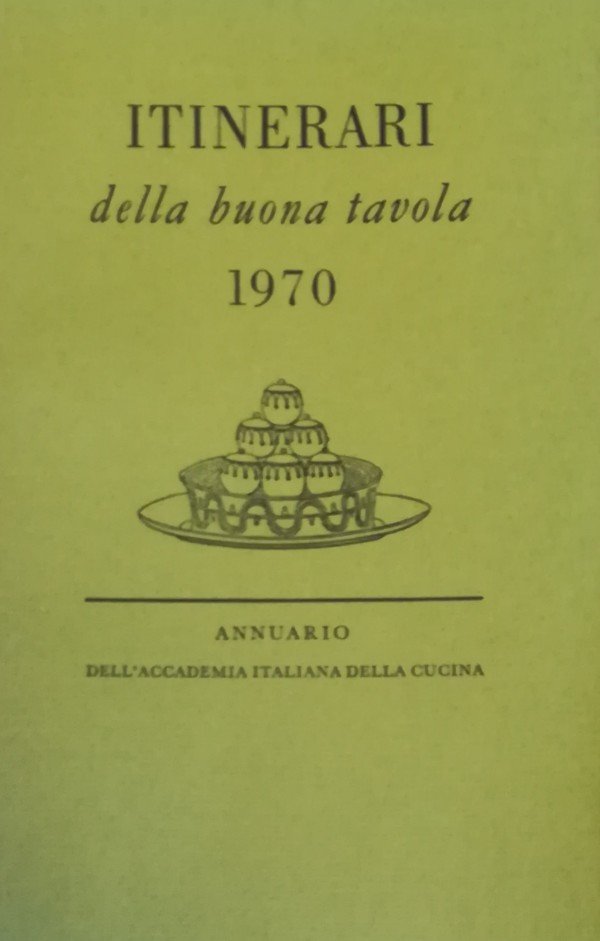 ITINERARI
della buona tavola
1970
ANNUARIO
DELL'ACCADEMIA ITALIANA DELLA CUCINA